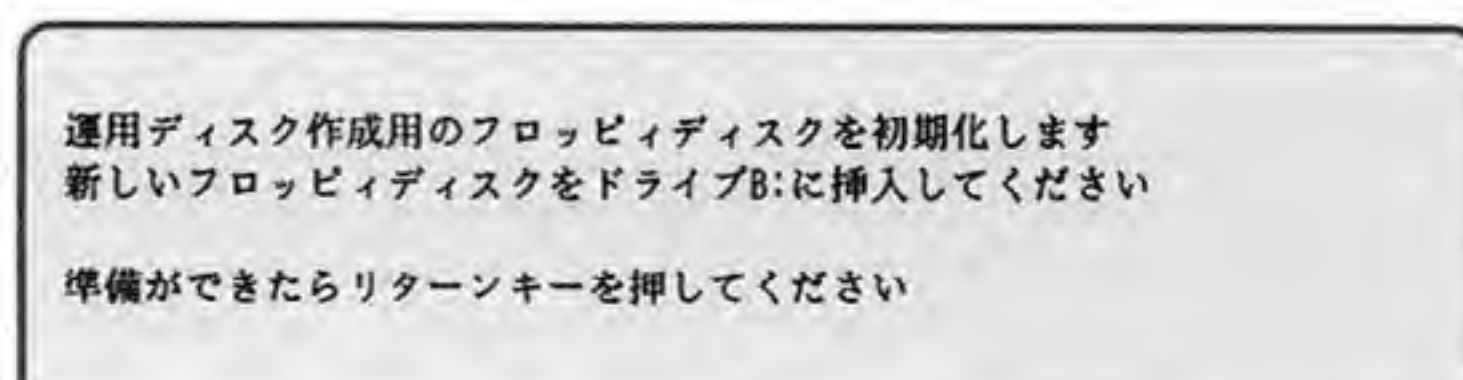 運用ディスク作成用のフロッピィディスクを初期化します
新しいフロッピィディスクをドライブB:に挿入してください
準備ができたらリターンキーを押してください